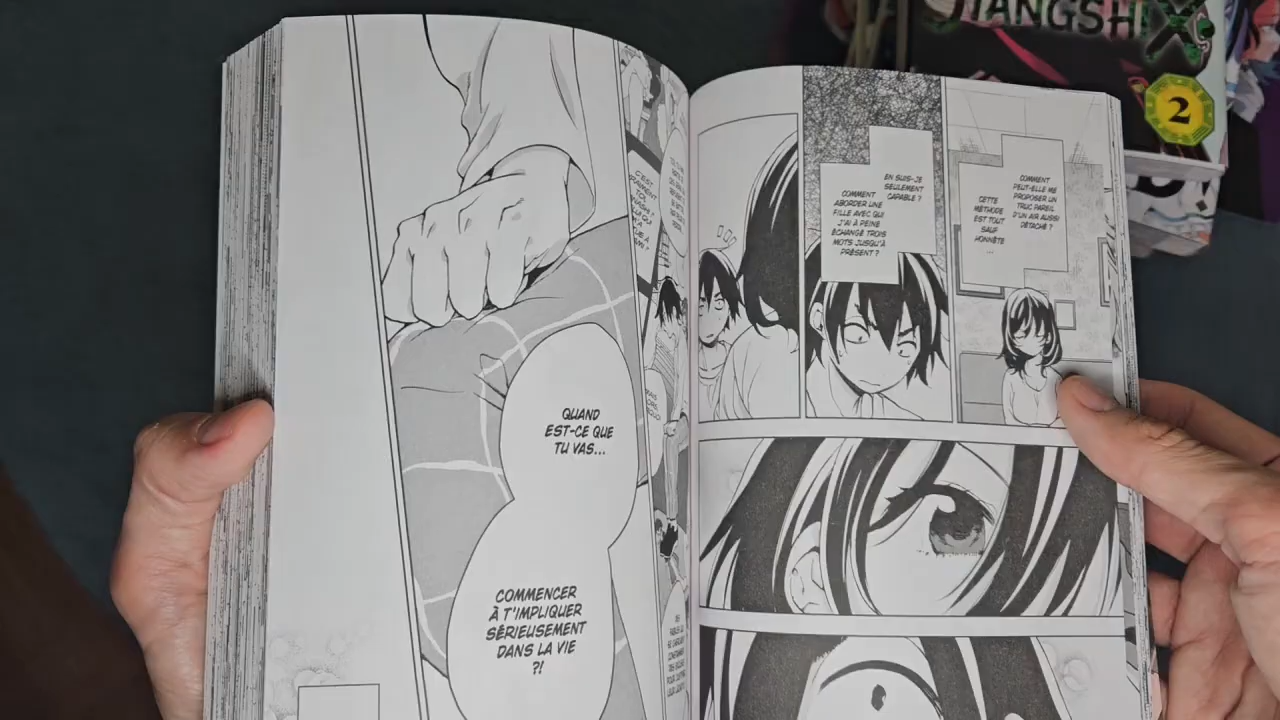 JIANGSHI X
2
QUAND
EST-CE QUE
TU VAS...
COMMENCER
À T'IMPLIQUER
SÉRIEUSEMENT
DANS LA VIE
?!
C'EST
TOI,
EN SUIS-JE
SEULEMENT
CAPABLE ?
COMMENT
ABORDER UNE
FILLE AVEC QUI
J'AI À PEINE
ÉCHANGÉ TROIS
MOTS JUSQU'À
PRÉSENT ?
COMMENT
PEUT-ELLE ME
PROPOSER UN
TRUC PAREIL
D'UN AIR AUSSI
DÉTACHÉ ?
CETTE
MÉTHODE
EST TOUT
SAUF
HONNÊTE
...